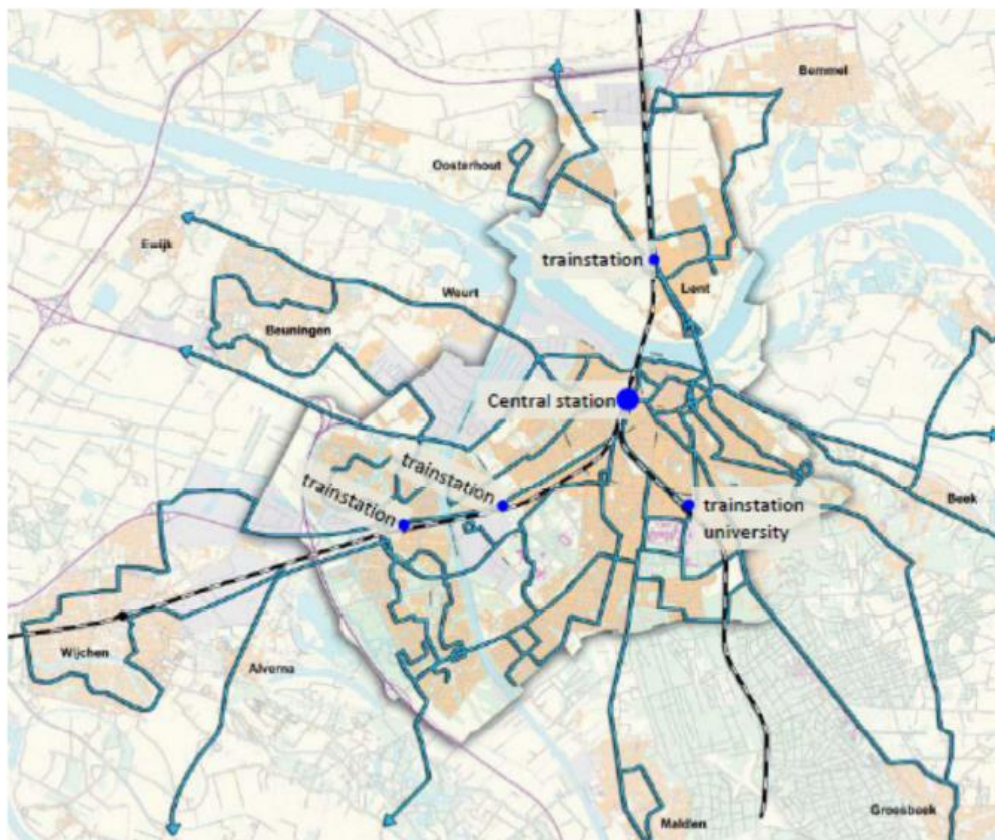 Bemmel
Oosterhout
Ewijk
trainstation
Lent
Weurt
Beuningen
Central station
trainstation
trainstation
trainstation
university
Beek
Wijchen
Alverna
Malden
Groesbeek